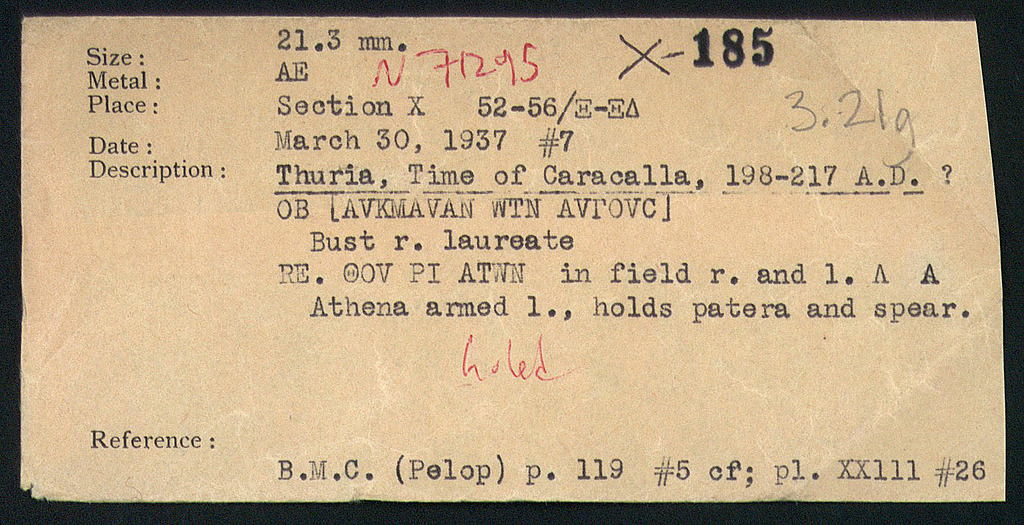 Size: 21.3 mm.
X-185
Metal: AE
N 71295
Place: Section X 52-56/Ξ-ΞΔ
3.21g
Date: March 30, 1937 #7
Description: Thuria, Time of Caracalla, 198-217 A.D. ?
OB [AVKMAVAN WTN AVΓOVC]
Bust r. laureate
RE. ΘOV PI ATWN in field r. and l. Λ A
Athena armed l., holds patera and spear.
holed
Reference:
B.M.C. (Pelop) p. 119 #5 cf; pl. XXlll #26